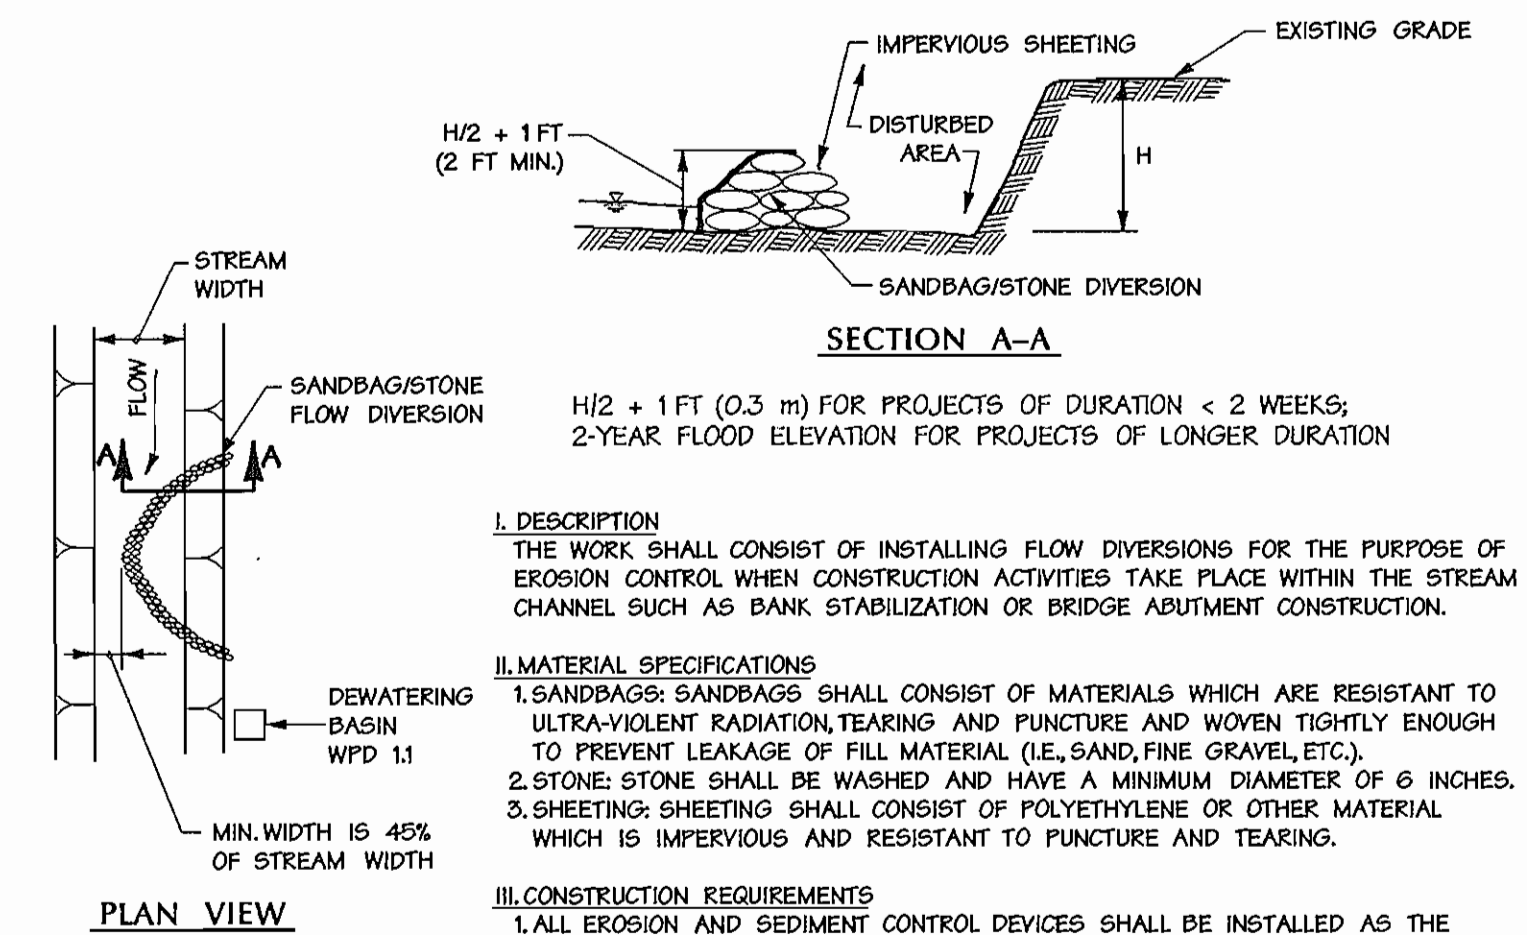 IMPERVIOUS SHEETING
EXISTING GRADE
DISTURBED
AREA
H/2 + 1 FT
(2 FT MIN.)
H
SANDBAG/STONE DIVERSION
SECTION A–A
STREAM
WIDTH
FLOW
SANDBAG/STONE
FLOW DIVERSION
A
A
DEWATERING
BASIN
WPD 1.1
MIN. WIDTH IS 45%
OF STREAM WIDTH
PLAN VIEW
H/2 + 1 FT (0.3 m) FOR PROJECTS OF DURATION < 2 WEEKS;
2-YEAR FLOOD ELEVATION FOR PROJECTS OF LONGER DURATION
I. DESCRIPTION
THE WORK SHALL CONSIST OF INSTALLING FLOW DIVERSIONS FOR THE PURPOSE OF
EROSION CONTROL WHEN CONSTRUCTION ACTIVITIES TAKE PLACE WITHIN THE STREAM
CHANNEL SUCH AS BANK STABILIZATION OR BRIDGE ABUTMENT CONSTRUCTION.
II. MATERIAL SPECIFICATIONS
1. SANDBAGS: SANDBAGS SHALL CONSIST OF MATERIALS WHICH ARE RESISTANT TO
ULTRA-VIOLENT RADIATION, TEARING AND PUNCTURE AND WOVEN TIGHTLY ENOUGH
TO PREVENT LEAKAGE OF FILL MATERIAL (I.E., SAND, FINE GRAVEL, ETC.).
2. STONE: STONE SHALL BE WASHED AND HAVE A MINIMUM DIAMETER OF 6 INCHES.
3. SHEETING: SHEETING SHALL CONSIST OF POLYETHYLENE OR OTHER MATERIAL
WHICH IS IMPERVIOUS AND RESISTANT TO PUNCTURE AND TEARING.
III. CONSTRUCTION REQUIREMENTS
1. ALL EROSION AND SEDIMENT CONTROL DEVICES SHALL BE INSTALLED AS THE